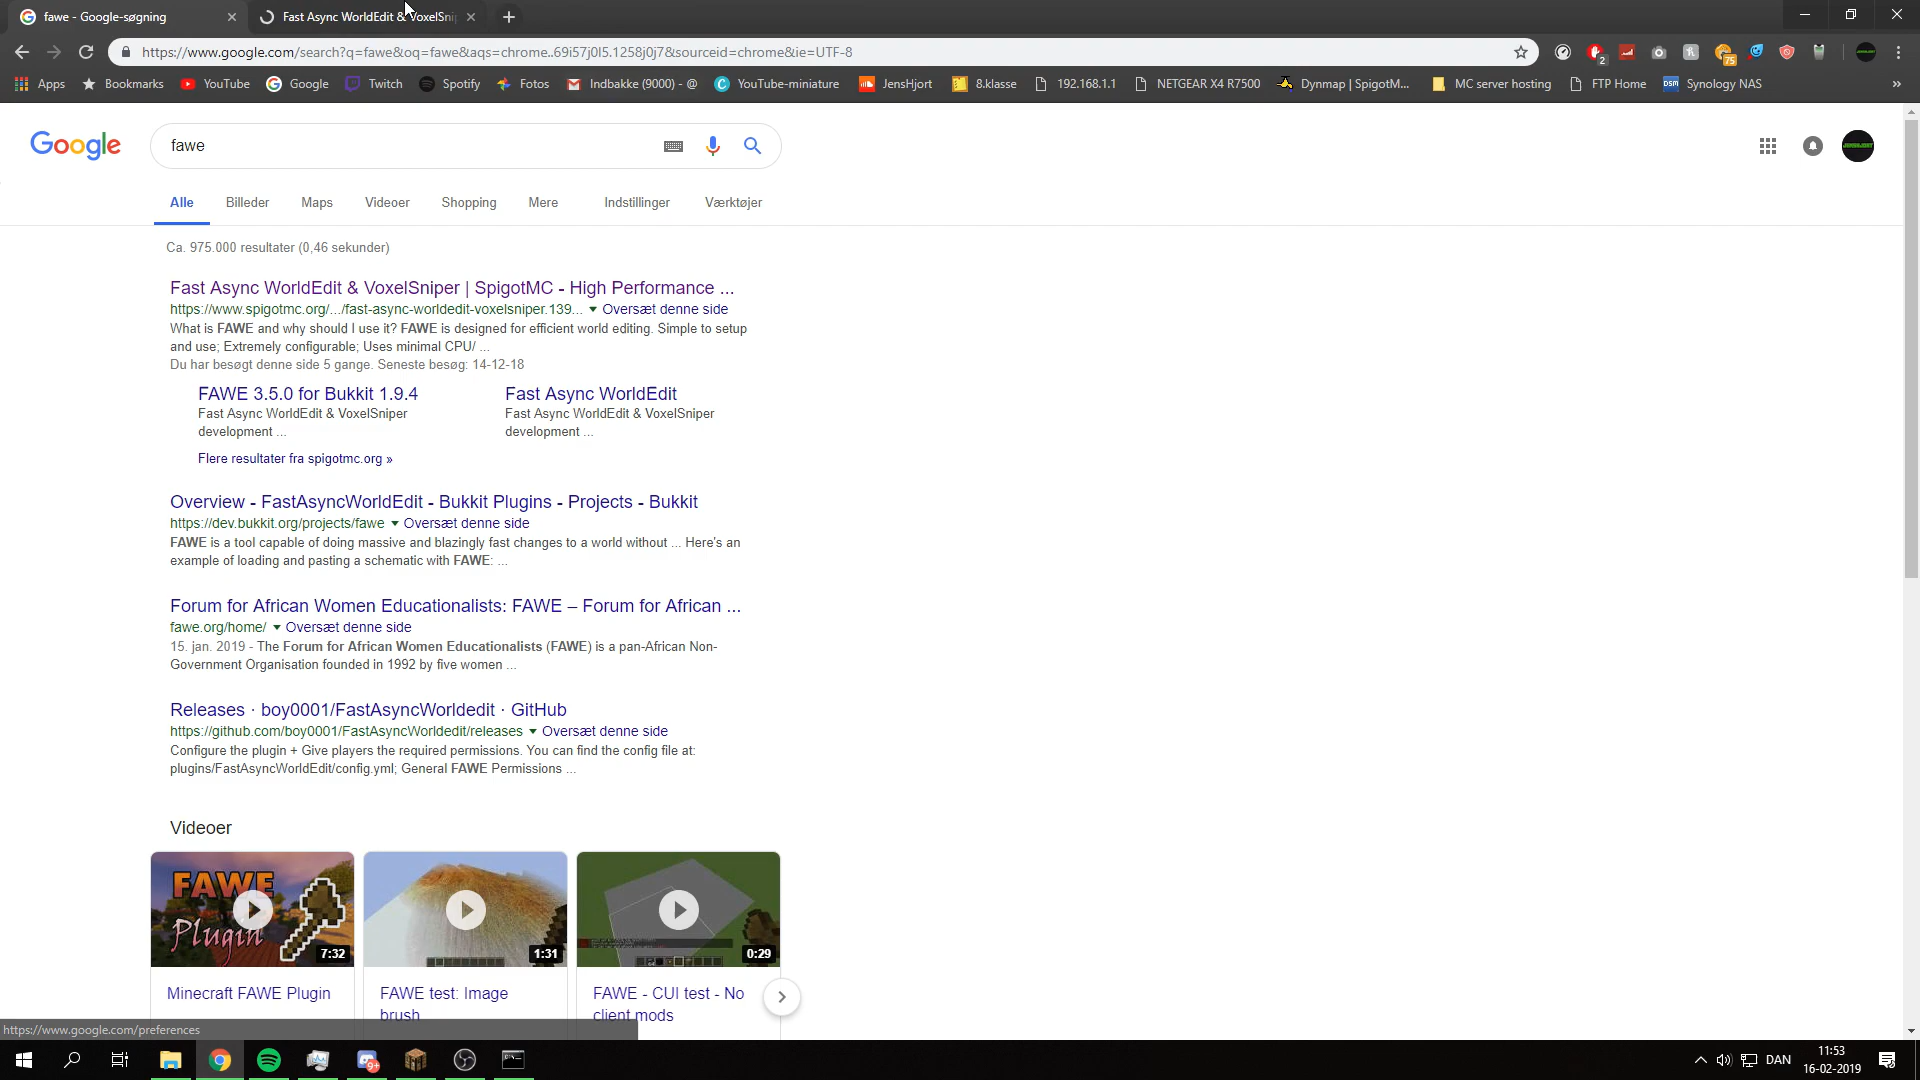 fawe - Google-søgning
Fast Async WorldEdit & VoxelSni
https://www.google.com/search?q=fawe&oq=fawe&aqs=chrome..69i57j0l5.1258j0j7&sourceid=chrome&ie=UTF-8
2
75
Apps
Bookmarks
YouTube
Google
Twitch
Spotify
Fotos
Indbakke (9000) - @
YouTube-miniature
JensHjort
8.klasse
192.168.1.1
NETGEAR X4 R7500
Dynmap | SpigotM...
MC server hosting
FTP Home
DSM
Synology NAS
»
Google
fawe
Alle
Billeder
Maps
Videoer
Shopping
Mere
Indstillinger
Værktøjer
Ca. 975.000 resultater (0,46 sekunder)
Fast Async WorldEdit & VoxelSniper | SpigotMC - High Performance ...
https://www.spigotmc.org/.../fast-async-worldedit-voxelsniper.139... Oversæt denne side
What is FAWE and why should I use it? FAWE is designed for efficient world editing. Simple to setup
and use; Extremely configurable; Uses minimal CPU/ ...
Du har besøgt denne side 5 gange. Seneste besøg: 14-12-18
FAWE 3.5.0 for Bukkit 1.9.4
Fast Async WorldEdit & VoxelSniper
development ...
Fast Async WorldEdit
Fast Async WorldEdit & VoxelSniper
development ...
Flere resultater fra spigotmc.org »
Overview - FastAsyncWorldEdit - Bukkit Plugins - Projects - Bukkit
https://dev.bukkit.org/projects/fawe Oversæt denne side
FAWE is a tool capable of doing massive and blazingly fast changes to a world without ... Here's an
example of loading and pasting a schematic with FAWE: ...
Forum for African Women Educationalists: FAWE – Forum for African ...
fawe.org/home/ Oversæt denne side
15. jan. 2019 - The Forum for African Women Educationalists (FAWE) is a pan-African Non-
Government Organisation founded in 1992 by five women ...
Releases · boy0001/FastAsyncWorldedit · GitHub
https://github.com/boy0001/FastAsyncWorldedit/releases Oversæt denne side
Configure the plugin + Give players the required permissions. You can find the config file at:
plugins/FastAsyncWorldEdit/config.yml; General FAWE Permissions ...
Videoer
FAWE
Plugin
7:32
1:31
0:29
Minecraft FAWE Plugin
FAWE test: Image
brush
FAWE - CUI test - No
client mods
https://www.google.com/preferences
9+
DAN
11:53
16-02-2019